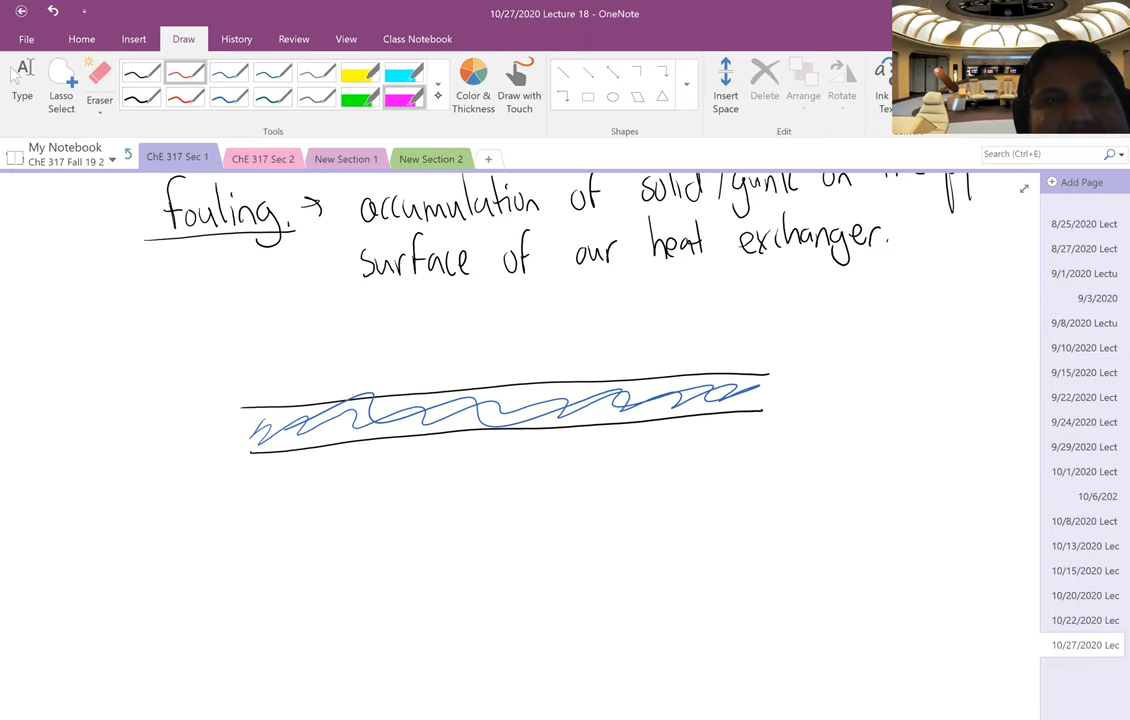 10/27/2020 Lecture 18 - OneNote
File Home Insert Draw History Review View Class Notebook
Type
Lasso Select
Eraser
Color & Thickness
Draw with Touch
Insert Space
Delete
Arrange
Rotate
Ink
Tex
Tools
Shapes
Edit
My Notebook
ChE 317 Fall 19 2
ChE 317 Sec 1
ChE 317 Sec 2
New Section 1
New Section 2
+
Search (Ctrl+E)
Add Page
fouling. → accumulation of solid/gunk on
surface of our heat exchanger.
8/25/2020 Lect
8/27/2020 Lect
9/1/2020 Lectu
9/3/2020
9/8/2020 Lectu
9/10/2020 Lect
9/15/2020 Lect
9/22/2020 Lect
9/24/2020 Lect
9/29/2020 Lect
10/1/2020 Lect
10/6/202
10/8/2020 Lect
10/13/2020 Lec
10/15/2020 Lec
10/20/2020 Lec
10/22/2020 Lec
10/27/2020 Lec